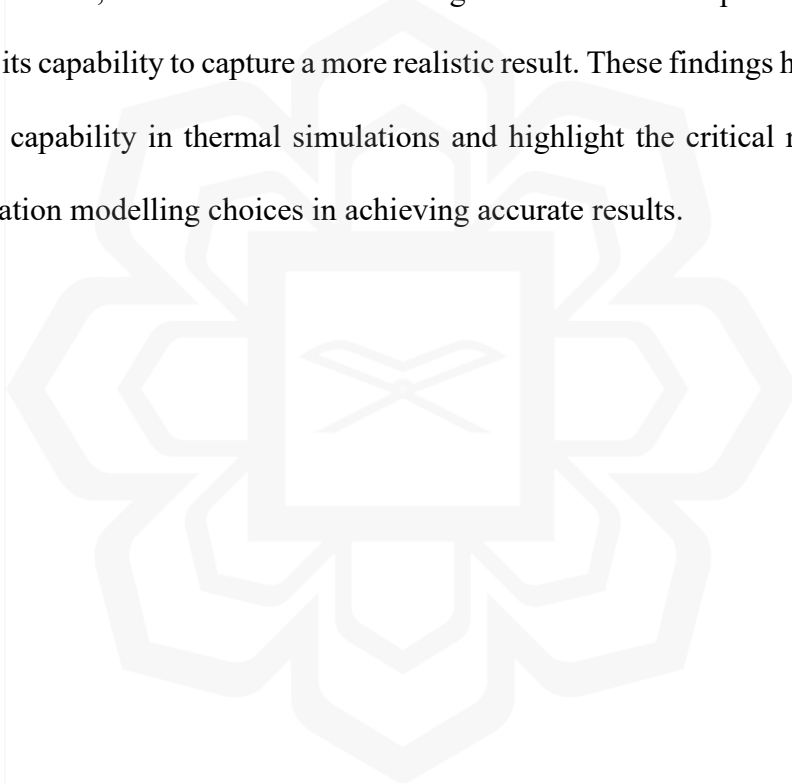 its capability to capture a more realistic result. These findings
capability in thermal simulations and highlight the critical
modelling choices in achieving accurate results.